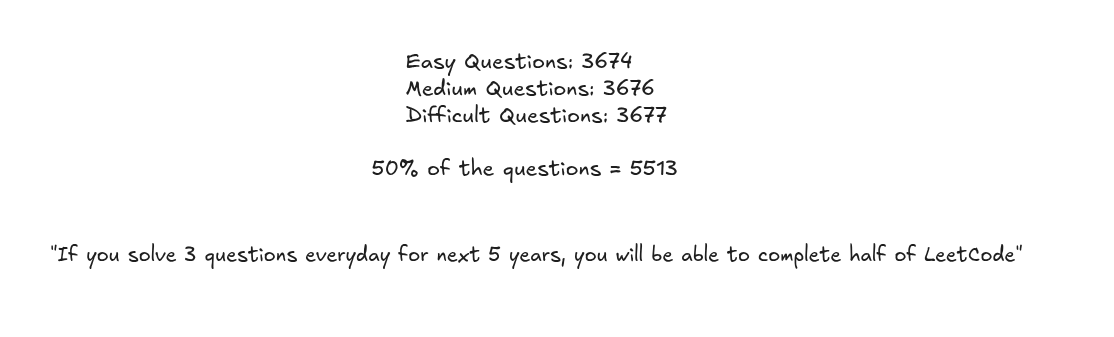 Easy Questions: 3674
Medium Questions: 3676
Difficult Questions: 3677
50% of the questions = 5513
"If you solve 3 questions everyday for next 5 years, you will be able to complete half of LeetCode"